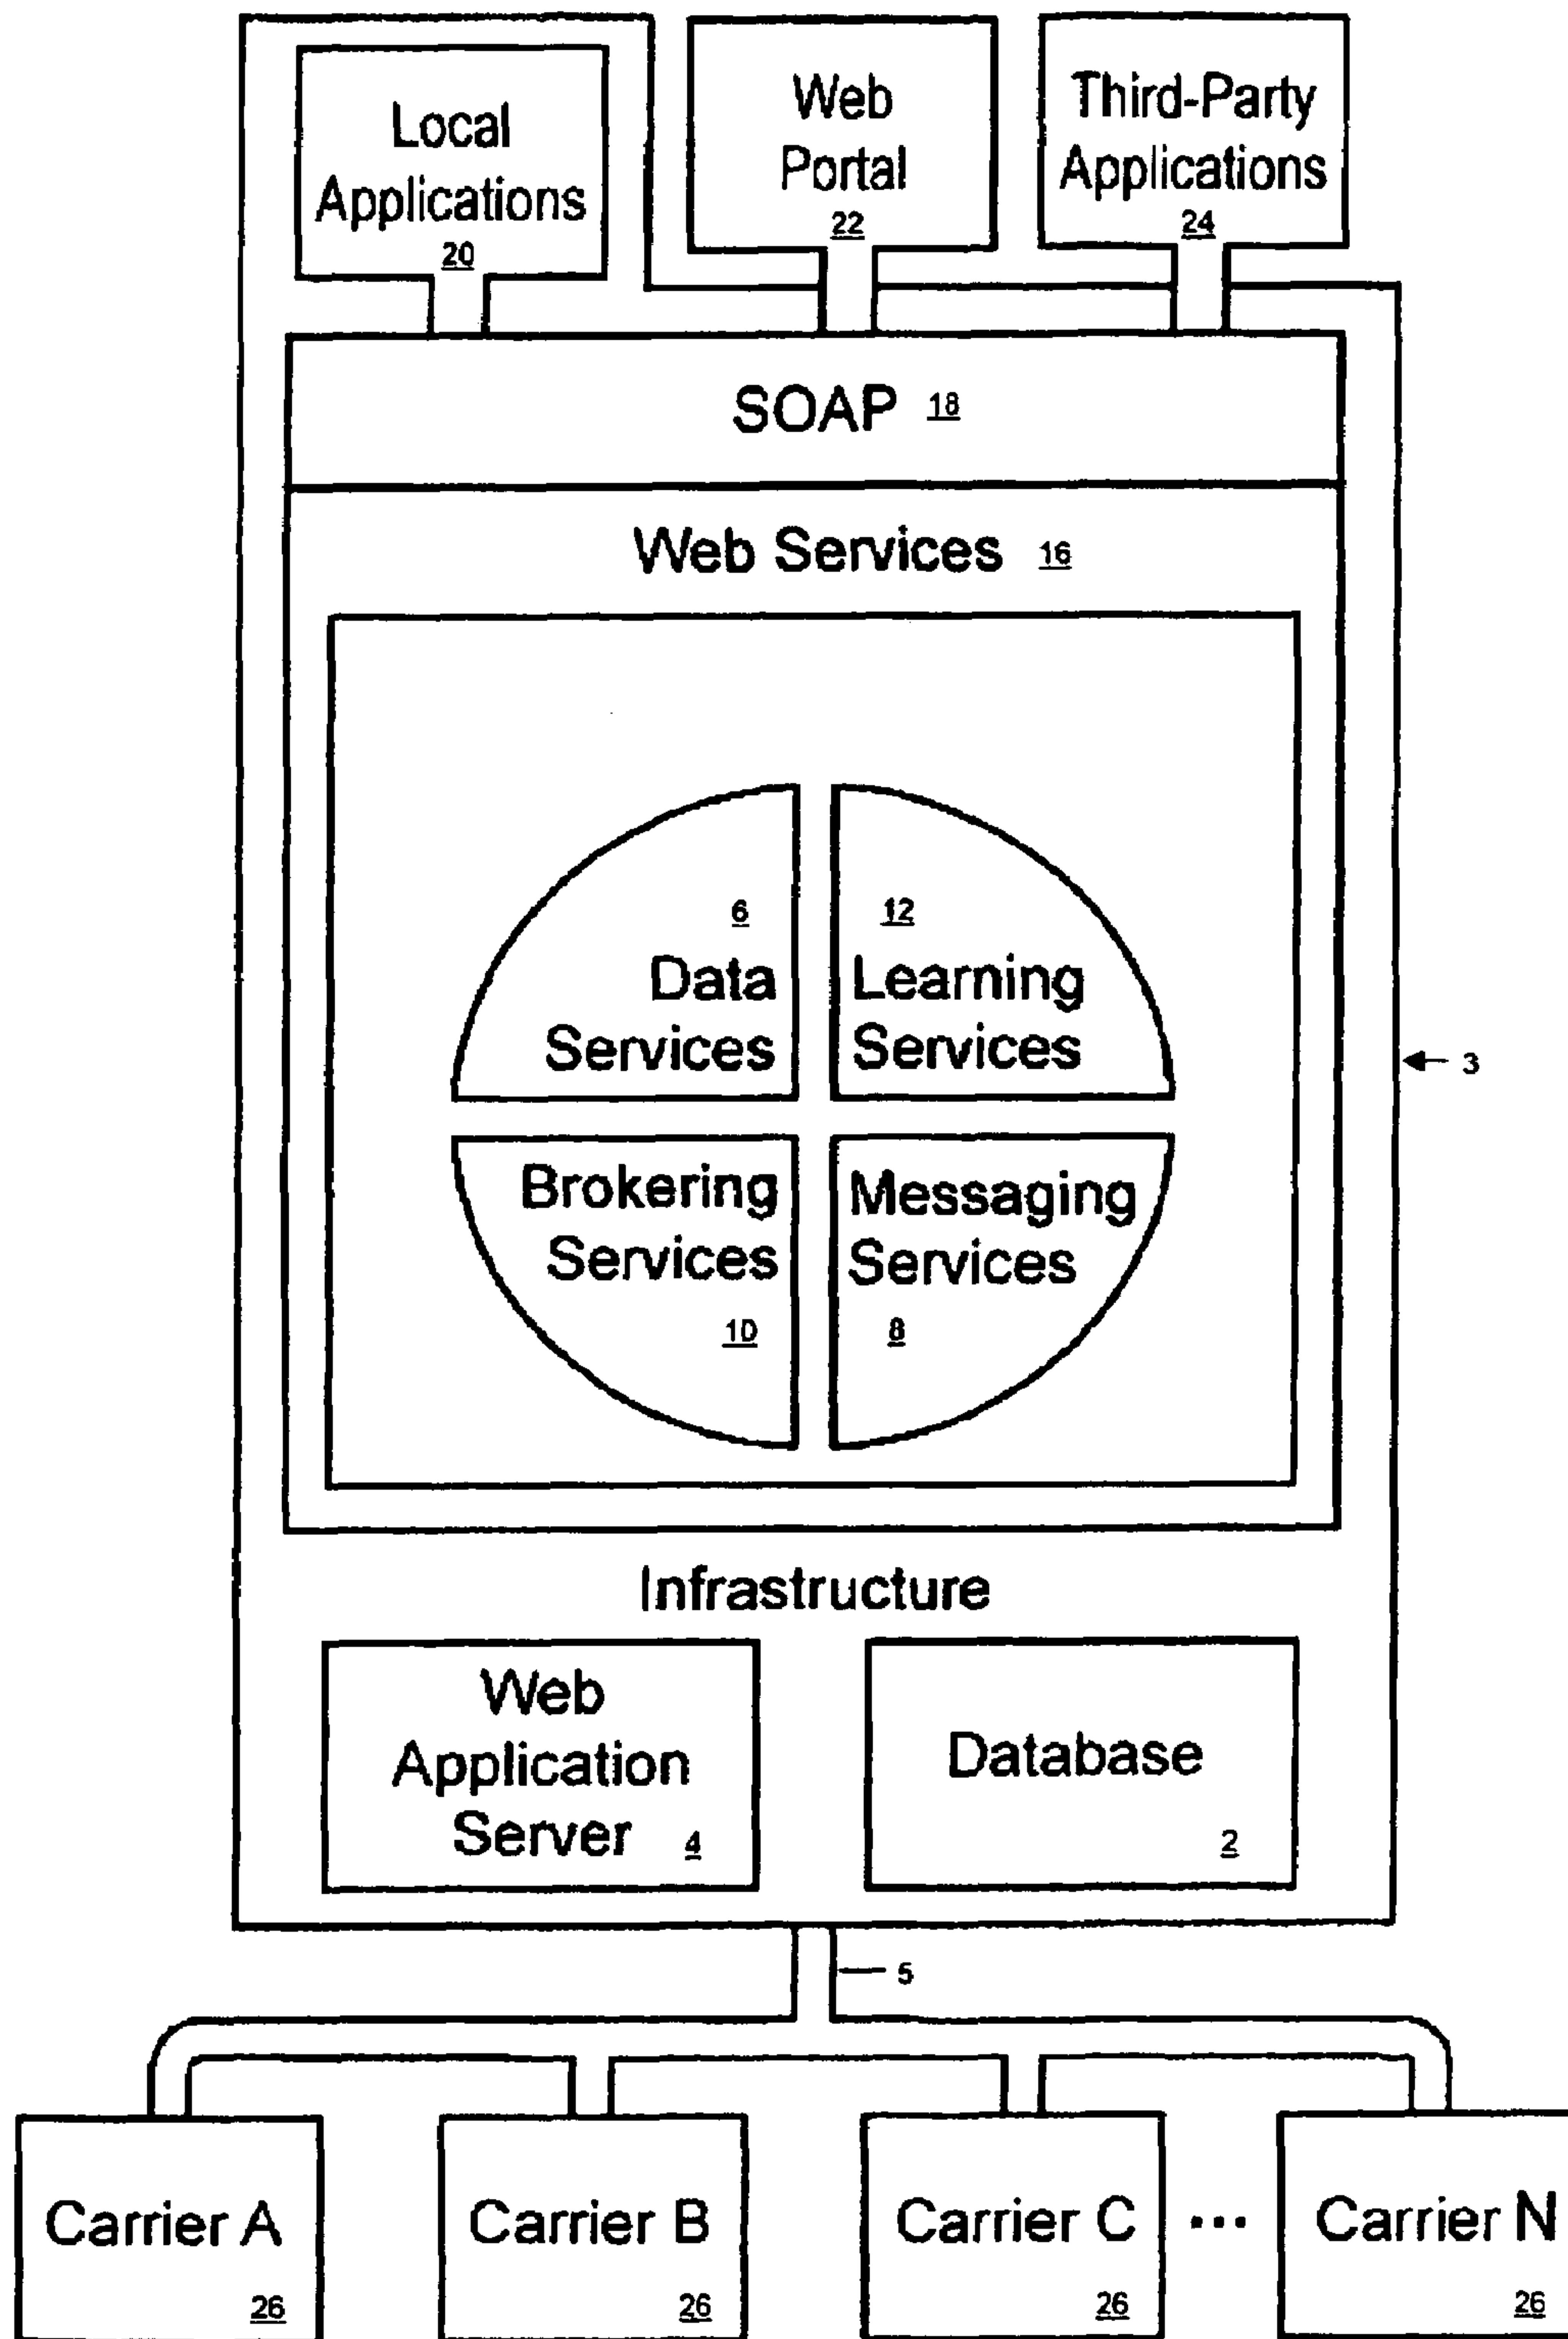 Local
Applications
20
Web
Portal
22
Third-Party
Applications
24
SOAP 18
Web Services 16
6
Data
Services
12
Learning
Services
3
Brokering
Services
10
Messaging
Services
8
Infrastructure
Web
Application
Server 4
Database
2
5
Carrier A
26
Carrier B
26
Carrier C
26
...
Carrier N
26